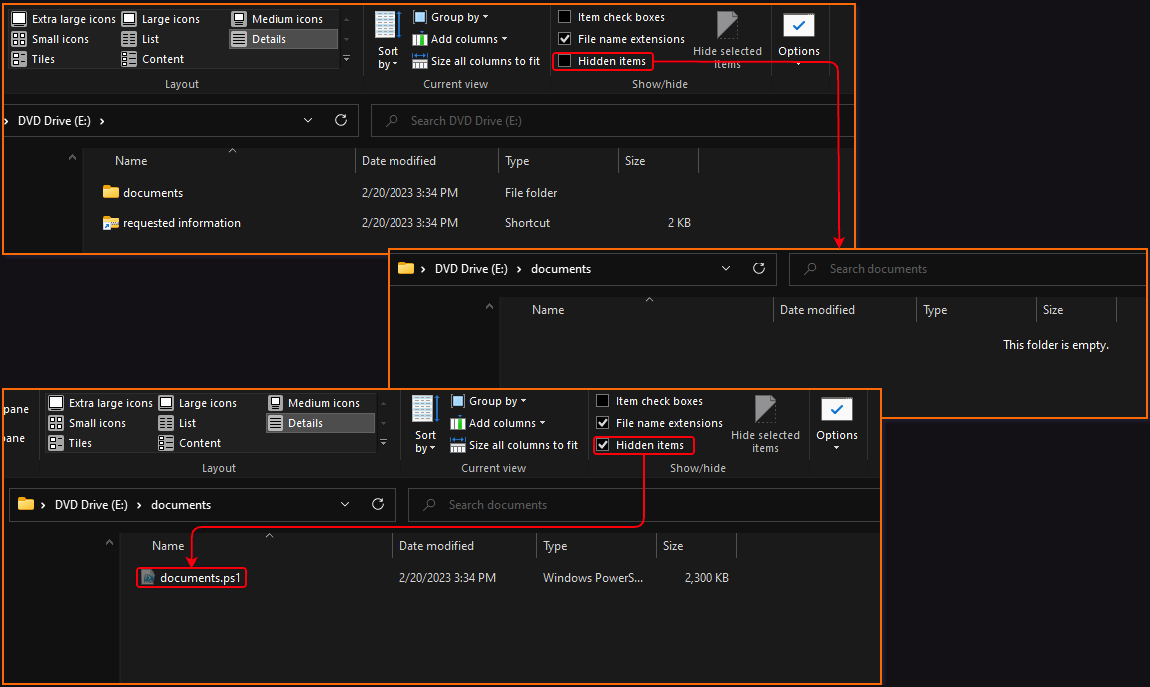 Extra large icons Large icons Medium icons
Small icons List Details
Tiles Content
Layout
Sort by
Group by
Add columns
Size all columns to fit
Current view
Item check boxes
File name extensions
Hidden items
Hide selected items
Show/hide
Options
DVD Drive (E:)
Search DVD Drive (E:)
Name Date modified Type Size
documents 2/20/2023 3:34 PM File folder
requested information 2/20/2023 3:34 PM Shortcut 2 KB
DVD Drive (E:) documents
Search documents
Name Date modified Type Size
This folder is empty.
pane
ane
Extra large icons Large icons Medium icons
Small icons List Details
Tiles Content
Layout
Sort by
Group by
Add columns
Size all columns to fit
Current view
Item check boxes
File name extensions
Hidden items
Hide selected items
Show/hide
Options
DVD Drive (E:) documents
Search documents
Name Date modified Type Size
documents.ps1 2/20/2023 3:34 PM Windows PowerS... 2,300 KB